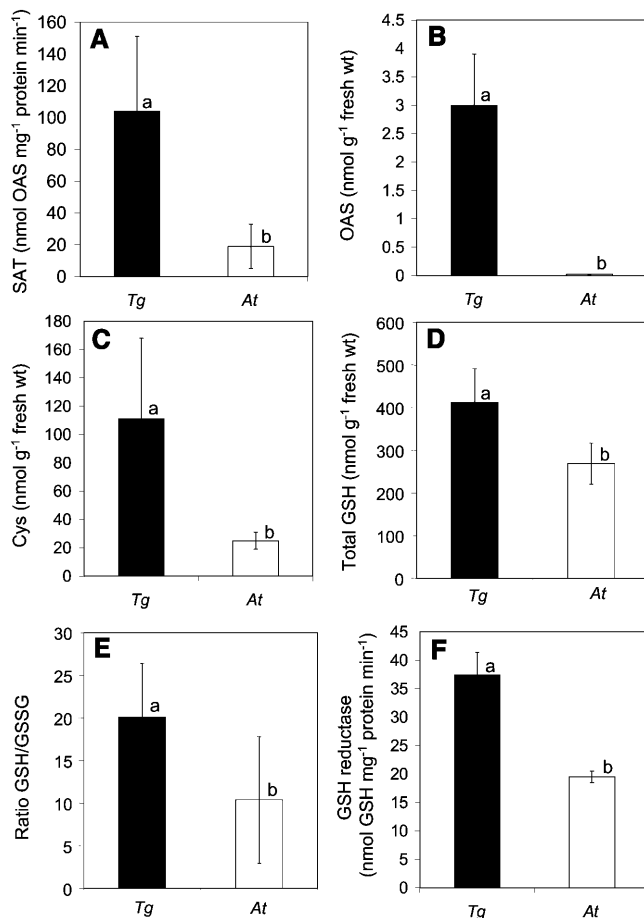 A
SAT (nmol OAS mg⁻¹ protein min⁻¹)
160
140
120
100
80
60
40
20
0
a
b
Tg At
B
OAS (nmol g⁻¹ fresh wt)
4.5
4
3.5
3
2.5
2
1.5
1
0.5
0
a
b
Tg At
C
Cys (nmol g⁻¹ fresh wt)
180
160
140
120
100
80
60
40
20
0
a
b
Tg At
D
Total GSH (nmol g⁻¹ fresh wt)
600
500
400
300
200
100
0
a
b
Tg At
E
Ratio GSH/GSSG
30
25
20
15
10
5
0
a
b
Tg At
F
GSH reductase
(nmol GSH mg⁻¹ protein min⁻¹)
45
40
35
30
25
20
15
10
5
0
a
b
Tg At